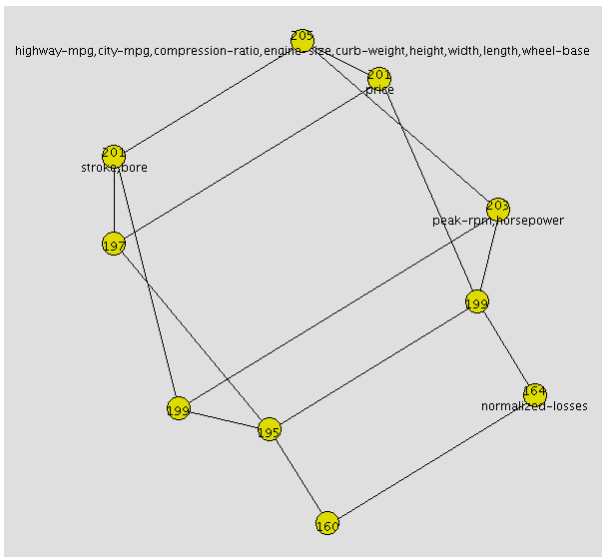 205
highway-mpg,city-mpg,compression-ratio,engine-size,curb-weight,height,width,length,wheel-base
201
price
201
stroke,bore
203
peak-rpm,horsepower
197
199
164
normalized-losses
199
195
160